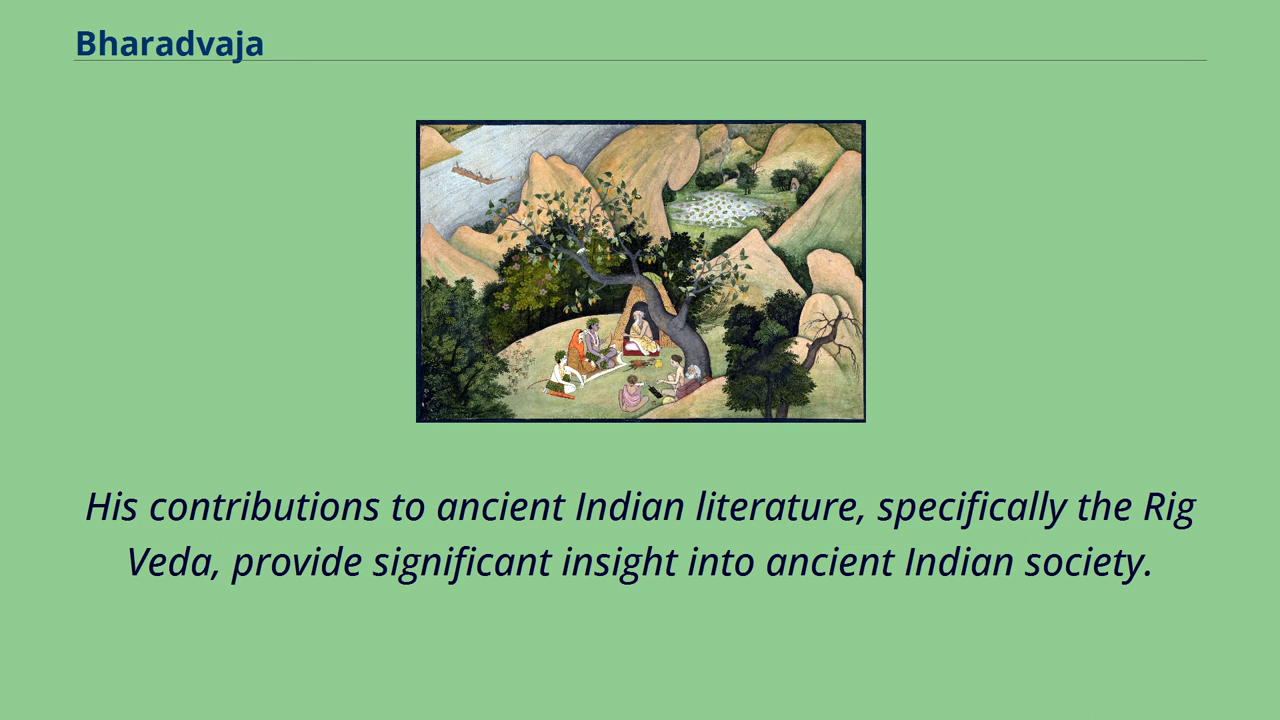 Bharadvaja
His contributions to ancient Indian literature, specifically the Rig
Veda, provide significant insight into ancient Indian society.